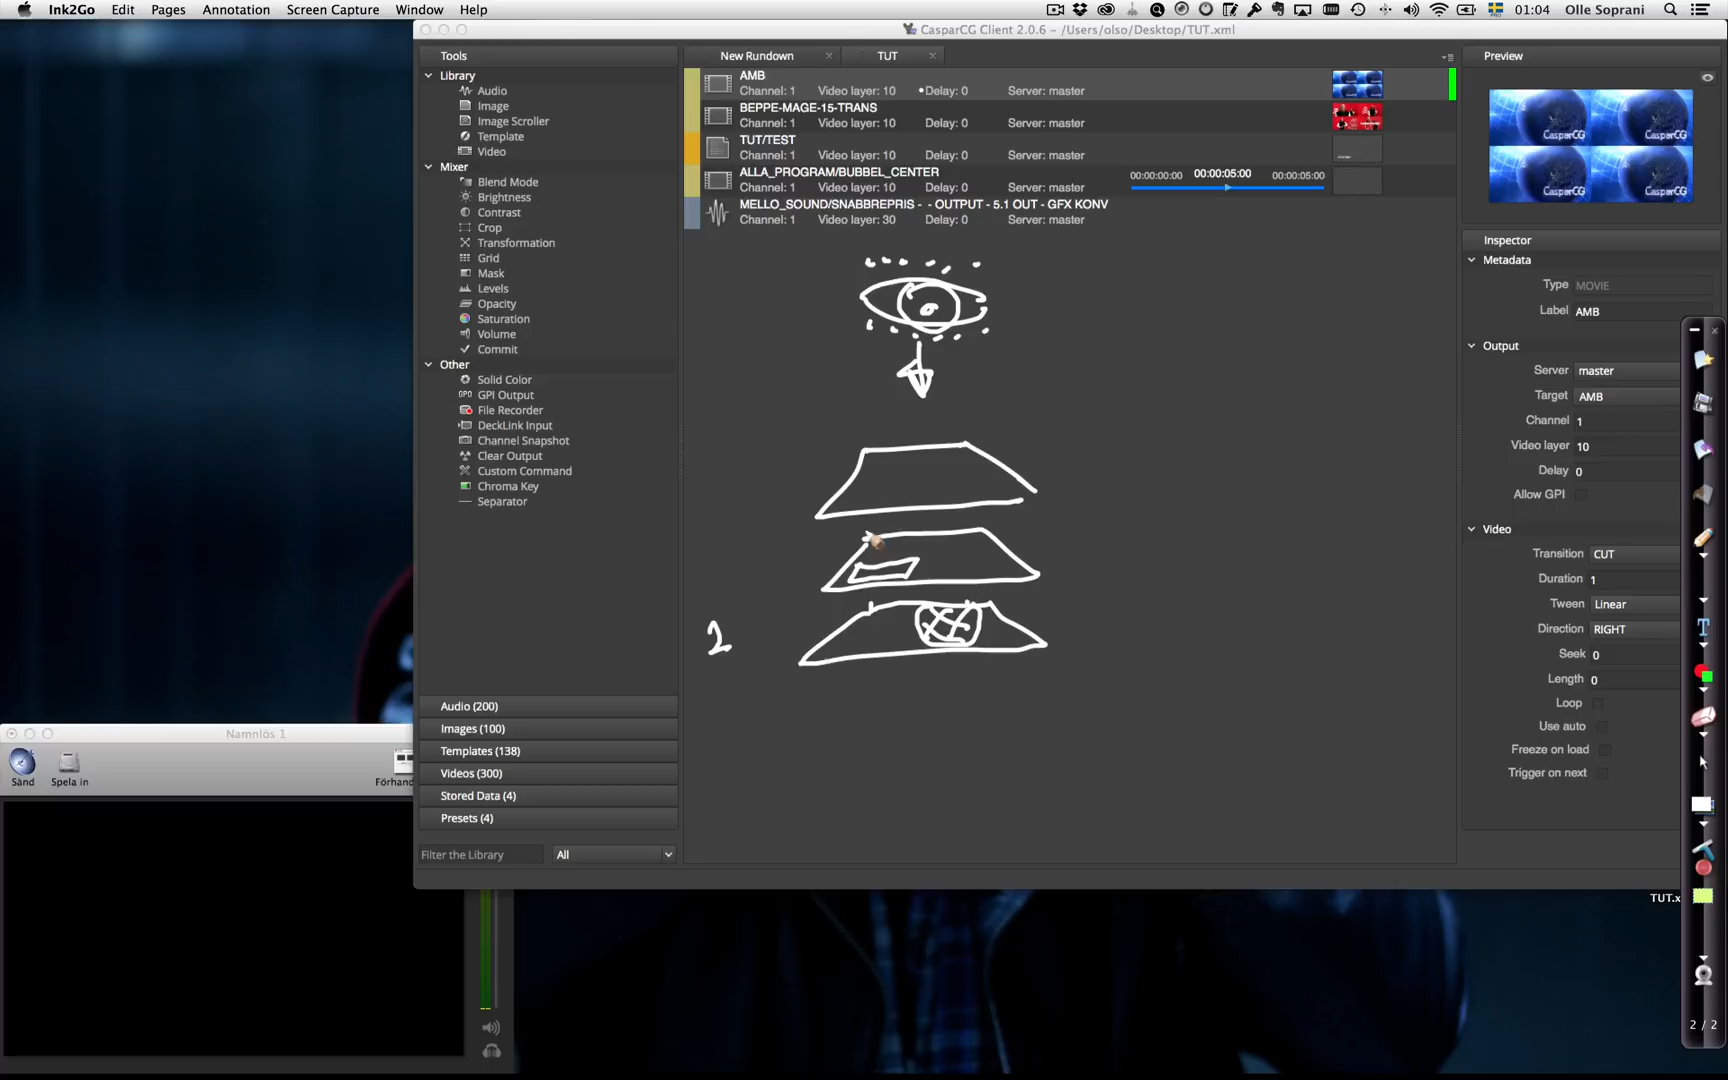 Ink2Go Edit Pages Annotation Screen Capture Window Help 01:04 Olle Soprani
CasparCG Client 2.0.6 - /Users/olso/Desktop/TUT.xml
Tools
Library
Audio
Image
Image Scroller
Template
Video
Mixer
Blend Mode
Brightness
Contrast
Crop
Transformation
Grid
Mask
Levels
Opacity
Saturation
Volume
Commit
Other
Solid Color
GPO GPI Output
File Recorder
DeckLink Input
Channel Snapshot
Clear Output
Custom Command
Chroma Key
Separator
Audio (200)
Images (100)
Templates (138)
Videos (300)
Stored Data (4)
Presets (4)
Filter the Library All
New Rundown TUT
AMB
Channel: 1 Video layer: 10 Delay: 0 Server: master
BEPPE-MAGE-15-TRANS
Channel: 1 Video layer: 10 Delay: 0 Server: master
TUT/TEST
Channel: 1 Video layer: 10 Delay: 0 Server: master
ALLA_PROGRAM/BUBBEL_CENTER
Channel: 1 Video layer: 10 Delay: 0 Server: master 00:00:00:00 00:00:05:00 00:00:05:00
MELLO_SOUND/SNABBREPRIS - - OUTPUT - 5.1 OUT - GFX KONV
Channel: 1 Video layer: 30 Delay: 0 Server: master
2
Preview
CasparCG CasparCG
CasparCG CasparCG
Inspector
Metadata
Type MOVIE
Label AMB
Output
Server master
Target AMB
Channel 1
Video layer 10
Delay 0
Allow GPI
Video
Transition CUT
Duration 1
Tween Linear
Direction RIGHT
Seek 0
Length 0
Loop
Use auto
Freeze on load
Trigger on next
T
2 / 2
TUT.x
Namnlös 1
Sänd Spela in Förhand